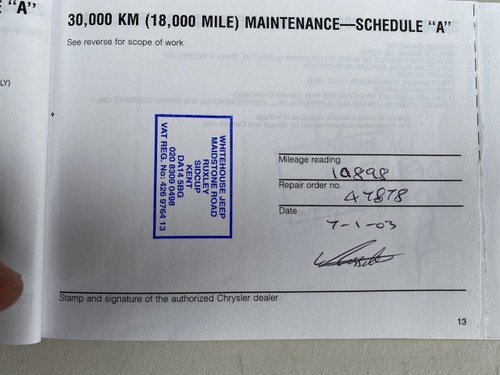 E "A"
30,000 KM (18,000 MILE) MAINTENANCE—SCHEDULE "A"
See reverse for scope of work
LY)
WHITEHOUSE JEEP
MAIDSTONE ROAD
RUXLEY
SIDCUP
KENT
DA14 5BG
020 8309 0498
VAT REG. No: 426 9764 13
Mileage reading
19898
Repair order no.
47878
Date
7-1-03
Stamp and signature of the authorized Chrysler dealer
13